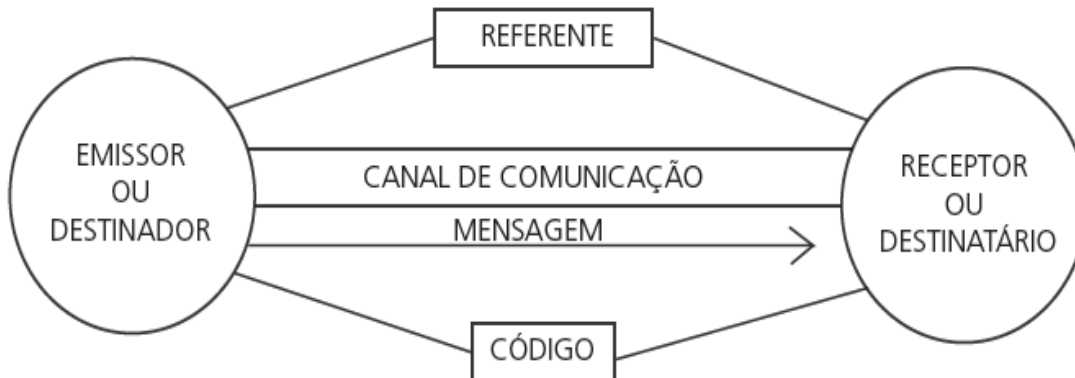 REFERENTE
EMISSOR
OU
DESTINADOR
CANAL DE COMUNICAÇÃO
MENSAGEM
RECEPTOR
OU
DESTINATÁRIO
CÓDIGO